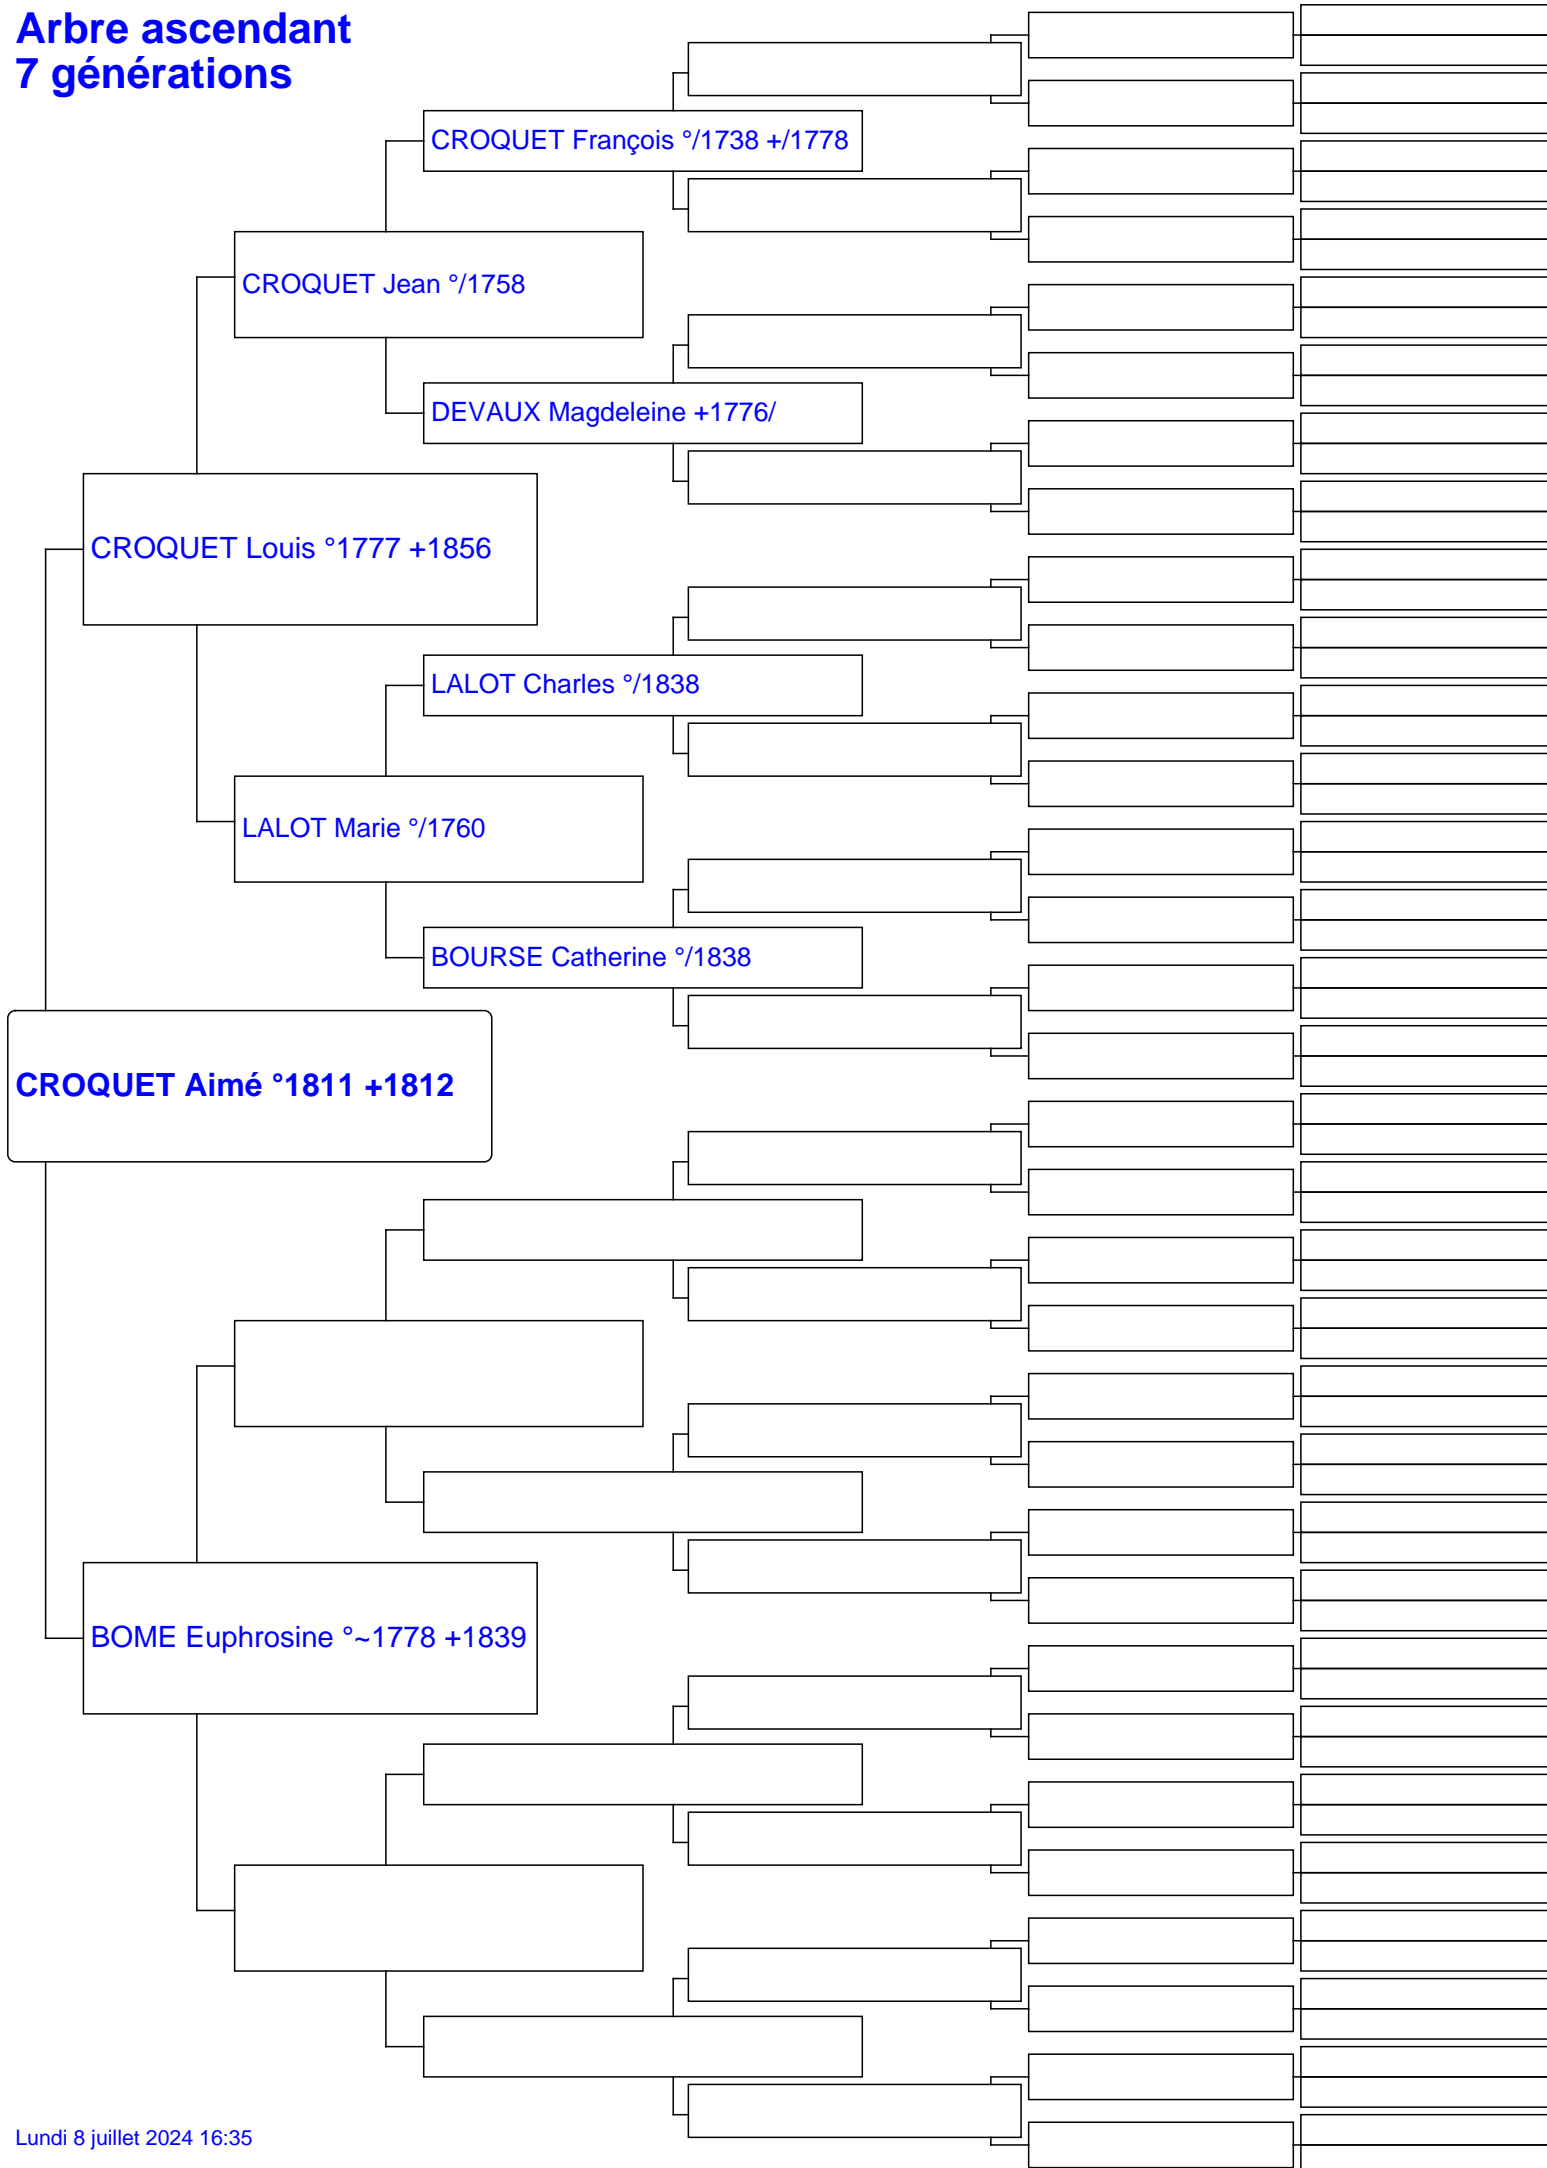 Arbre ascendant
7 générations
CROQUET François °/1738 +/1778
CROQUET Jean °/1758
DEVAUX Magdeleine +1776/
CROQUET Louis °1777 +1856
LALOT Charles °/1838
LALOT Marie °/1760
BOURSE Catherine °/1838
CROQUET Aimé °1811 +1812
BOME Euphrosine °~1778 +1839
Lundi 8 juillet 2024 16:35